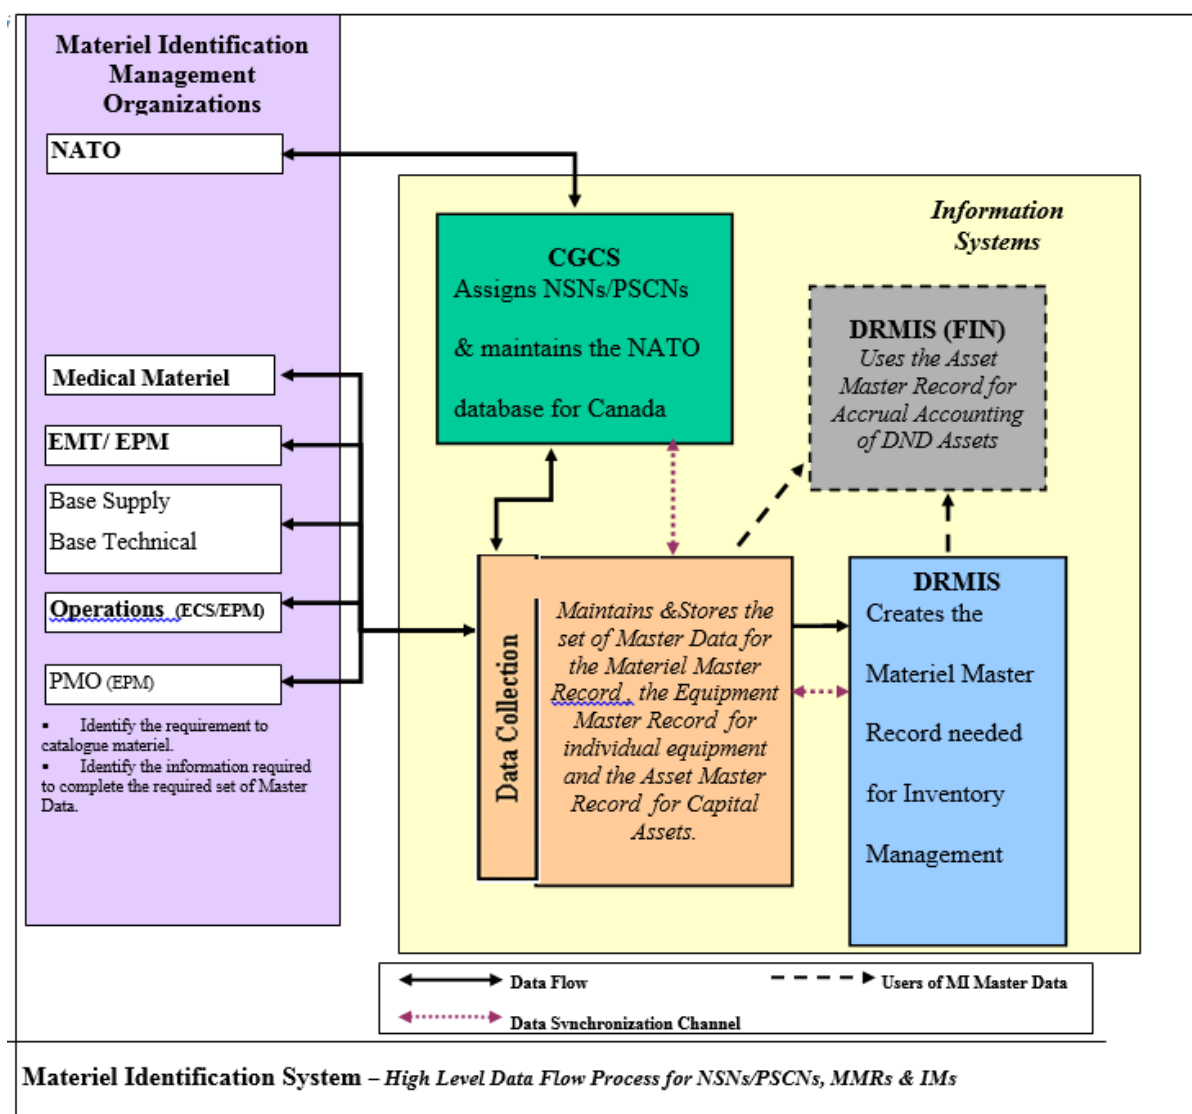 Materiel Identification
Management
Organizations
NATO
Medical Materiel
EMT/ EPM
Base Supply
Base Technical
Operations (ECS/EPM)
PMO (EPM)
▪ Identify the requirement to
catalogue materiel.
▪ Identify the information required
to complete the required set of Master
Data.
Information
Systems
CGCS
Assigns NSNs/PSCNs
& maintains the NATO
database for Canada
DRMIS (FIN)
Uses the Asset
Master Record for
Accrual Accounting
of DND Assets
Data Collection
Maintains &Stores the
set of Master Data for
the Materiel Master
Record , the Equipment
Master Record for
individual equipment
and the Asset Master
Record for Capital
Assets.
DRMIS
Creates the
Materiel Master
Record needed
for Inventory
Management
Data Flow
Users of MI Master Data
Data Synchronization Channel
Materiel Identification System – High Level Data Flow Process for NSNs/PSCNs, MMRs & IMs